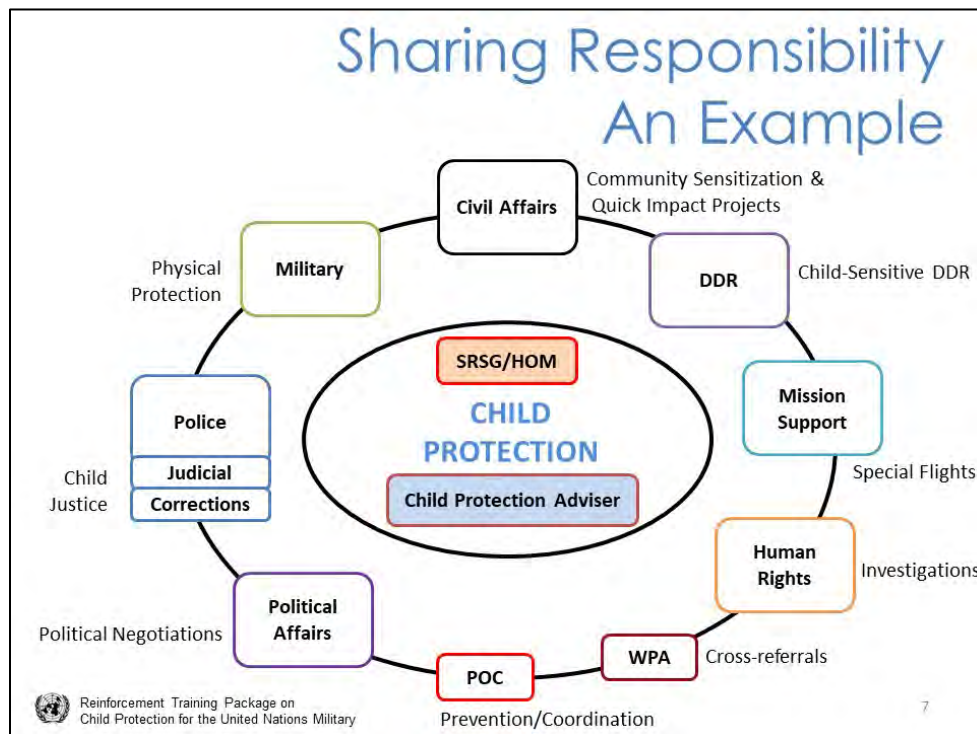 Sharing Responsibility
An Example
Civil Affairs
Community Sensitization &
Quick Impact Projects
Military
Physical
Protection
DDR
Child-Sensitive DDR
SRSG/HOM
CHILD
PROTECTION
Child Protection Adviser
Police
Judicial
Corrections
Child
Justice
Mission
Support
Special Flights
Human
Rights
Investigations
Political
Affairs
Political Negotiations
WPA
Cross-referrals
POC
Prevention/Coordination
Reinforcement Training Package on
Child Protection for the United Nations Military
7